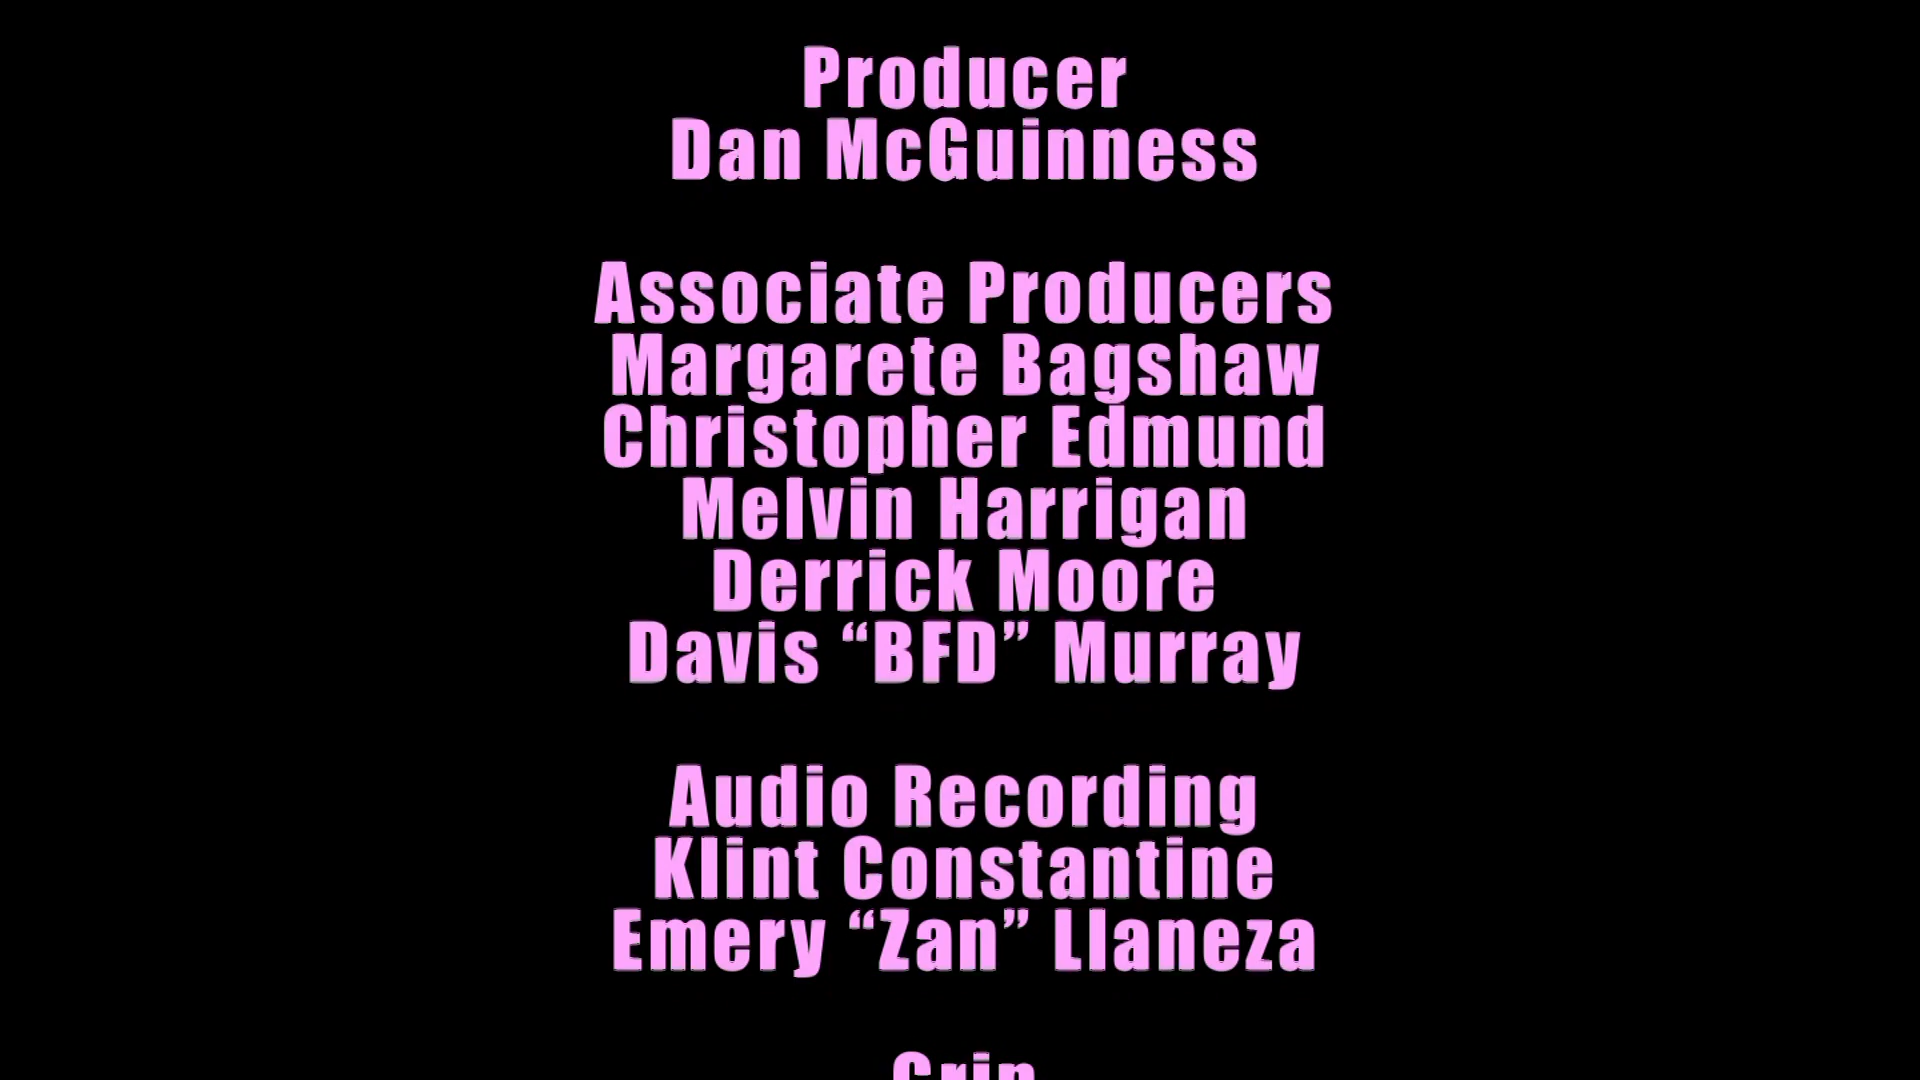 Producer
Dan McGuinness
Associate Producers
Margarete Bagshaw
Christopher Edmund
Melvin Harrigan
Derrick Moore
Davis “BFD” Murray
Audio Recording
Klint Constantine
Emery “Zan” Llaneza
Grip